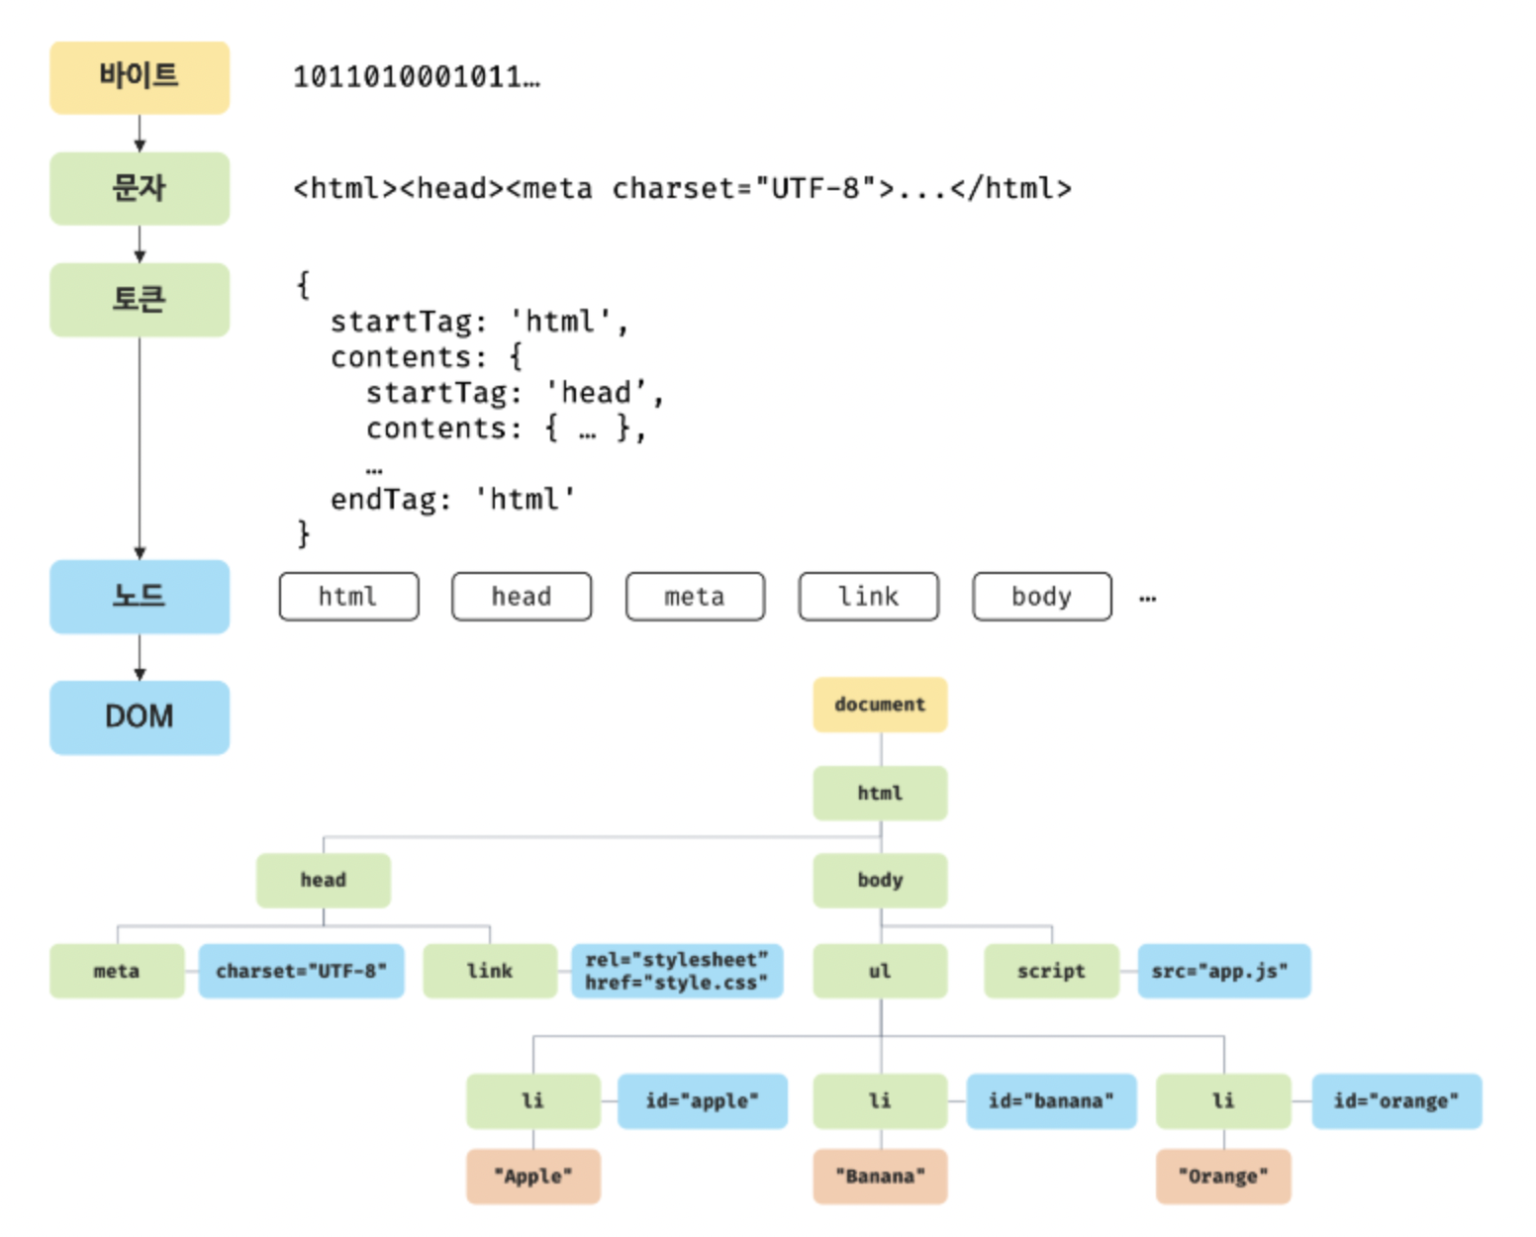 바이트
1011010001011…
문자
<html><head><meta charset="UTF-8">...</html>
토큰
{
startTag: 'html',
contents: {
startTag: 'head’,
contents: { … },
…
endTag: 'html'
}
노드
html
head
meta
link
body
…
DOM
document
html
head
body
meta
charset="UTF-8"
link
rel="stylesheet”
href="style.css"
ul
script
src="app.js"
li
id="apple"
li
id="banana"
li
id="orange"
"Apple"
"Banana"
"Orange"